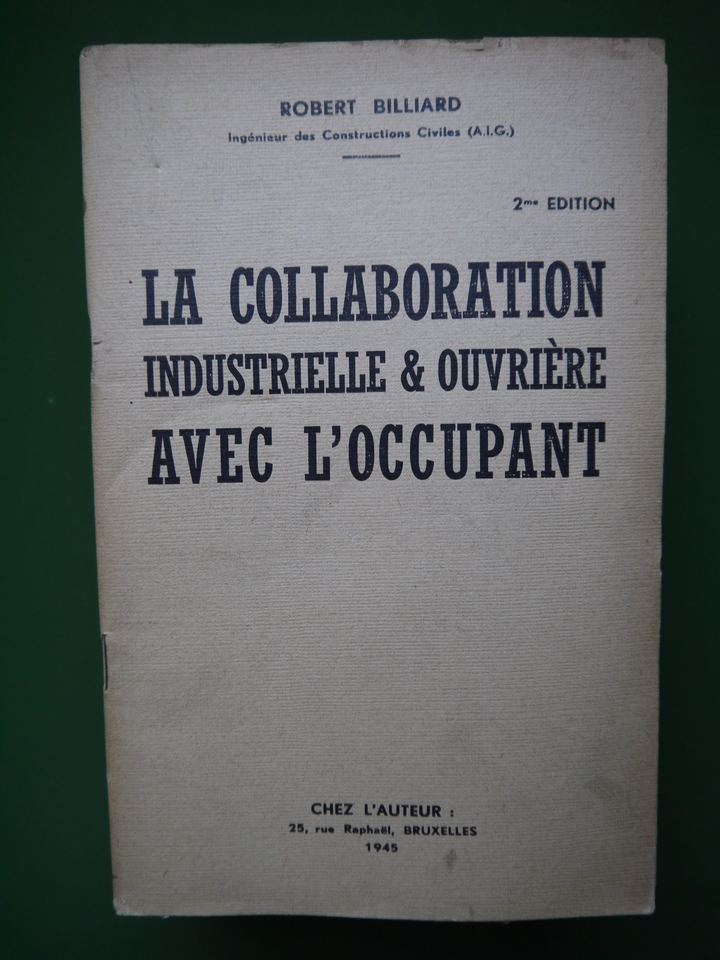 ROBERT BILLIARD
Ingénieur des Constructions Civiles (A.I.G.)
2me EDITION
LA COLLABORATION
INDUSTRIELLE & OUVRIÈRE
AVEC L'OCCUPANT
CHEZ L'AUTEUR :
25, rue Raphaël, BRUXELLES
1945